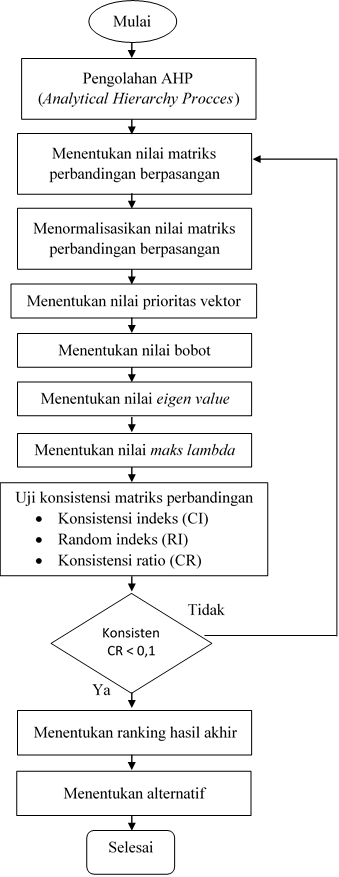 Mulai
Pengolahan AHP
(Analytical Hierarchy Procces)
Menentukan nilai matriks
perbandingan berpasangan
Menormalisasikan nilai matriks
perbandingan berpasangan
Menentukan nilai prioritas vektor
Menentukan nilai bobot
Menentukan nilai eigen value
Menentukan nilai maks lambda
Uji konsistensi matriks perbandingan
• Konsistensi indeks (CI)
• Random indeks (RI)
• Konsistensi ratio (CR)
Tidak
Konsisten
CR < 0,1
Ya
Menentukan ranking hasil akhir
Menentukan alternatif
Selesai